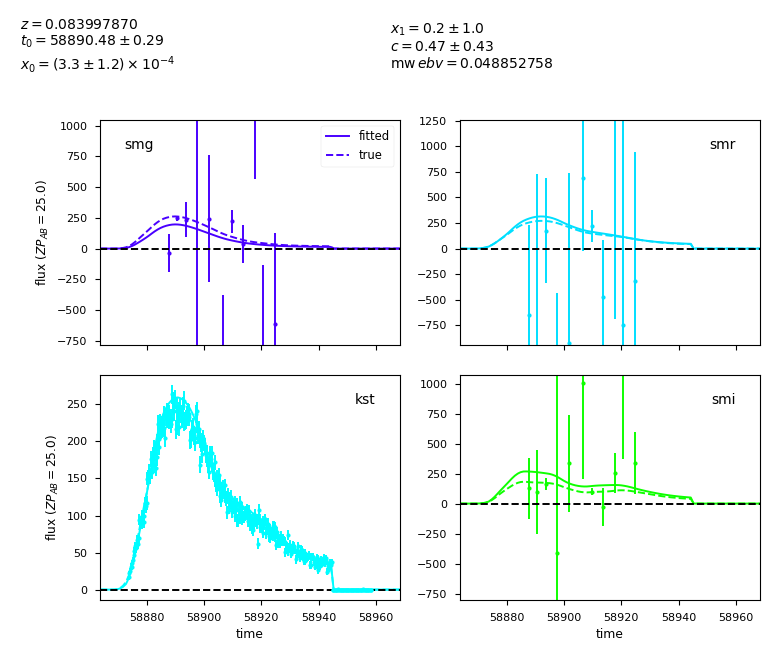 z = 0.083997870
t₀ = 58890.48 ± 0.29
x₀ = (3.3 ± 1.2) × 10⁻⁴
x₁ = 0.2 ± 1.0
c = 0.47 ± 0.43
mw ebv = 0.048852758
smg
fitted
true
1000
750
500
250
0
−250
−500
−750
flux (ZP_AB = 25.0)
smr
1250
1000
750
500
250
0
−250
−500
−750
kst
250
200
150
100
50
0
flux (ZP_AB = 25.0)
58880 58900 58920 58940 58960
time
smi
1000
750
500
250
0
−250
−500
−750
58880 58900 58920 58940 58960
time